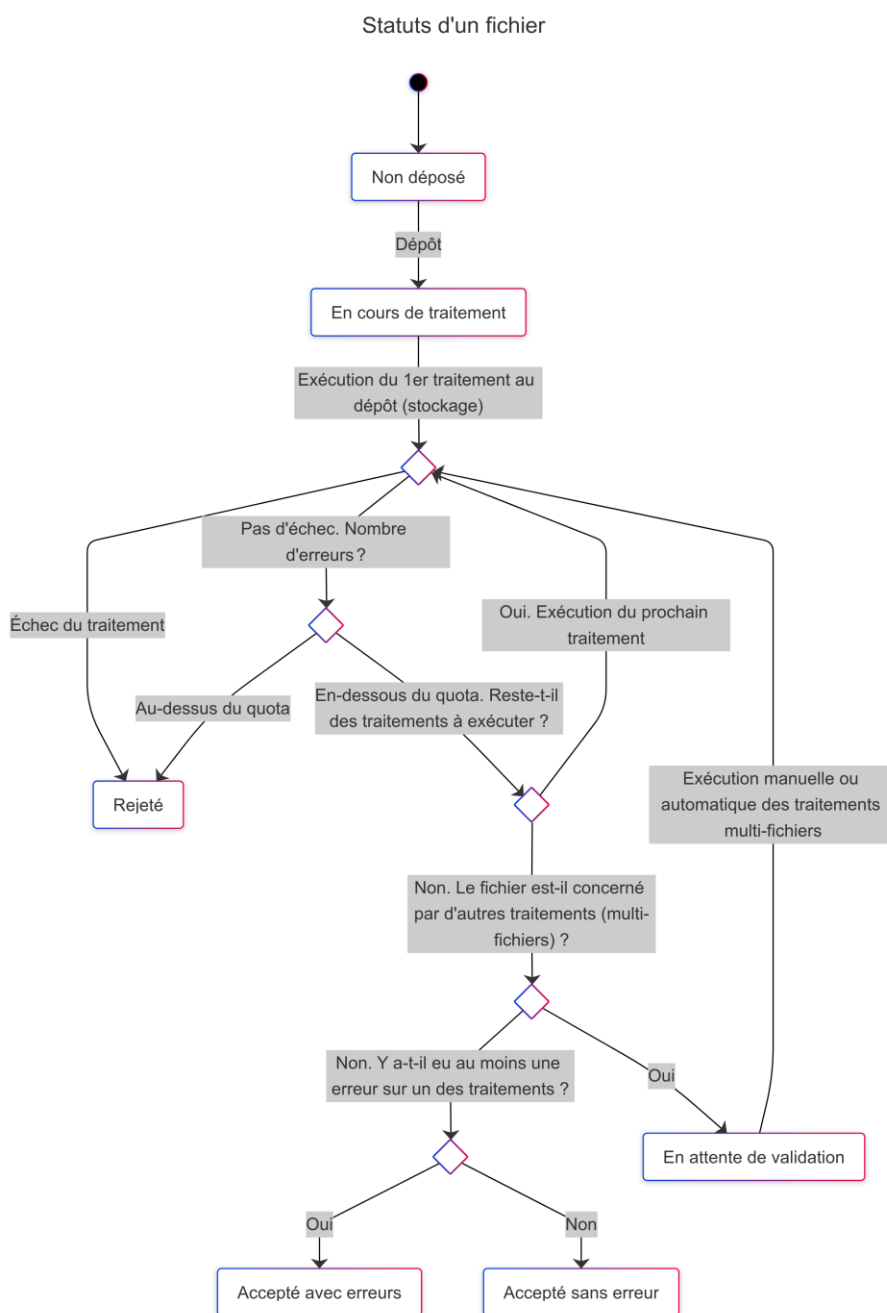 Statuts d'un fichier
Non déposé
Dépôt
En cours de traitement
Exécution du 1er traitement au
dépôt (stockage)
Pas d'échec. Nombre
d'erreurs ?
Échec du traitement
Oui. Exécution du prochain
traitement
Au-dessus du quota
En-dessous du quota. Reste-t-il
des traitements à exécuter ?
Rejeté
Exécution manuelle ou
automatique des traitements
multi-fichiers
Non. Le fichier est-il concerné
par d'autres traitements (multi-
fichiers) ?
Non. Y a-t-il eu au moins une
erreur sur un des traitements ?
Oui
En attente de validation
Oui
Non
Accepté avec erreurs
Accepté sans erreur